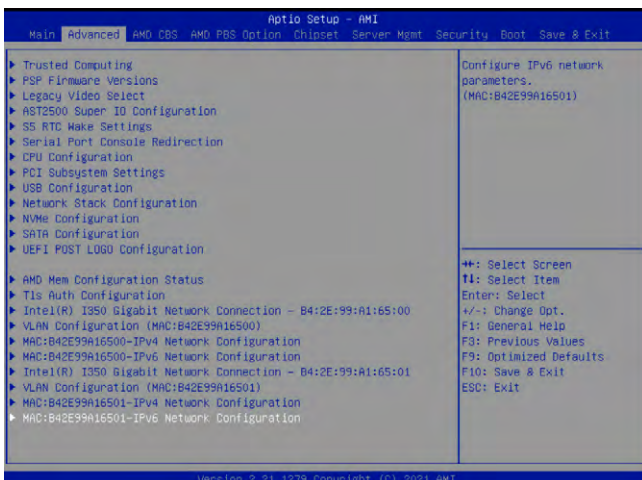 Aptio Setup - AMI
Main Advanced AMD CBS AMD PBS Option Chipset Server Mgmt Security Boot Save & Exit
Trusted Computing
PSP Firmware Versions
Legacy Video Select
AST2500 Super IO Configuration
S5 RTC Wake Settings
Serial Port Console Redirection
CPU Configuration
PCI Subsystem Settings
USB Configuration
Network Stack Configuration
NVMe Configuration
SATA Configuration
UEFI POST LOGO Configuration
AMD Mem Configuration Status
Tls Auth Configuration
Intel(R) I350 Gigabit Network Connection - B4:2E:99:A1:65:00
VLAN Configuration (MAC:B42E99A16500)
MAC:B42E99A16500-IPv4 Network Configuration
MAC:B42E99A16500-IPv6 Network Configuration
Intel(R) I350 Gigabit Network Connection - B4:2E:99:A1:65:01
VLAN Configuration (MAC:B42E99A16501)
MAC:B42E99A16501-IPv4 Network Configuration
MAC:B42E99A16501-IPv6 Network Configuration
Configure IPv6 network
parameters.
(MAC:B42E99A16501)
→←: Select Screen
↑↓: Select Item
Enter: Select
+/-: Change Opt.
F1: General Help
F3: Previous Values
F9: Optimized Defaults
F10: Save & Exit
ESC: Exit
Version 2.21.1279 Copyright (C) 2021 AMI